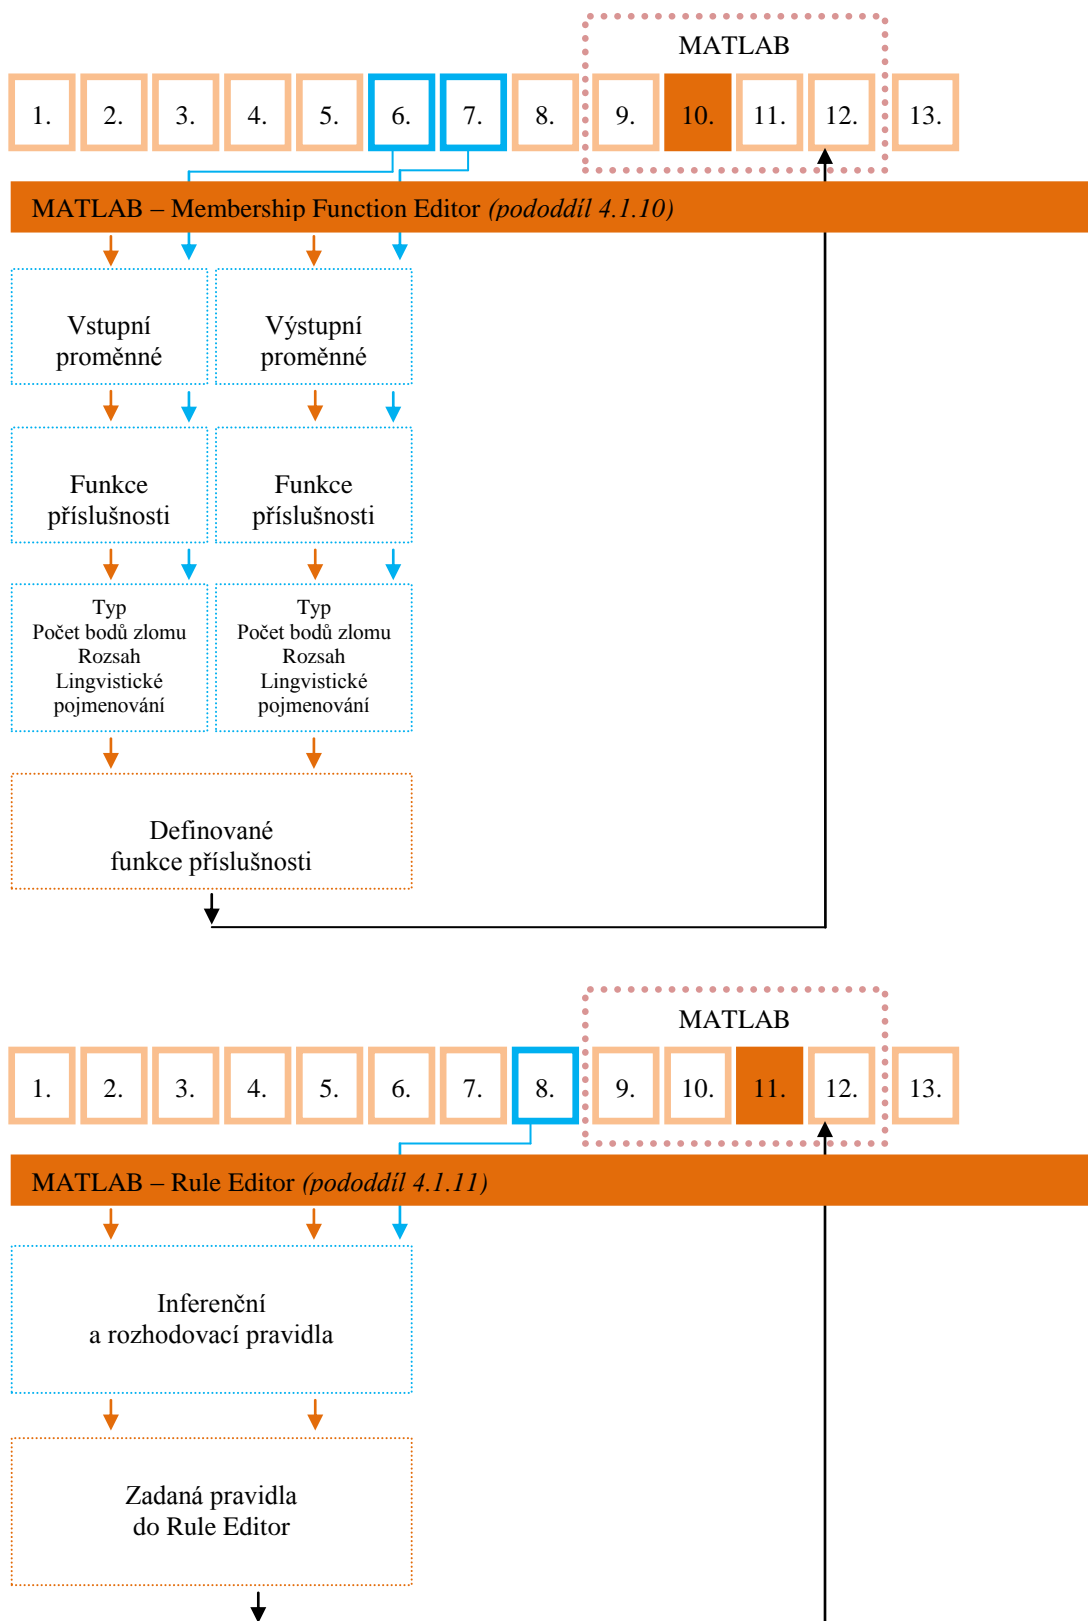 MATLAB
1. 2. 3. 4. 5. 6. 7. 8. 9. 10. 11. 12. 13.
MATLAB – Membership Function Editor (pododdíl 4.1.10)
Vstupní
proměnné
Výstupní
proměnné
Funkce
příslušnosti
Funkce
příslušnosti
Typ
Počet bodů zlomu
Rozsah
Lingvistické
pojmenování
Typ
Počet bodů zlomu
Rozsah
Lingvistické
pojmenování
Definované
funkce příslušnosti
MATLAB
1. 2. 3. 4. 5. 6. 7. 8. 9. 10. 11. 12. 13.
MATLAB – Rule Editor (pododdíl 4.1.11)
Inferenční
a rozhodovací pravidla
Zadaná pravidla
do Rule Editor